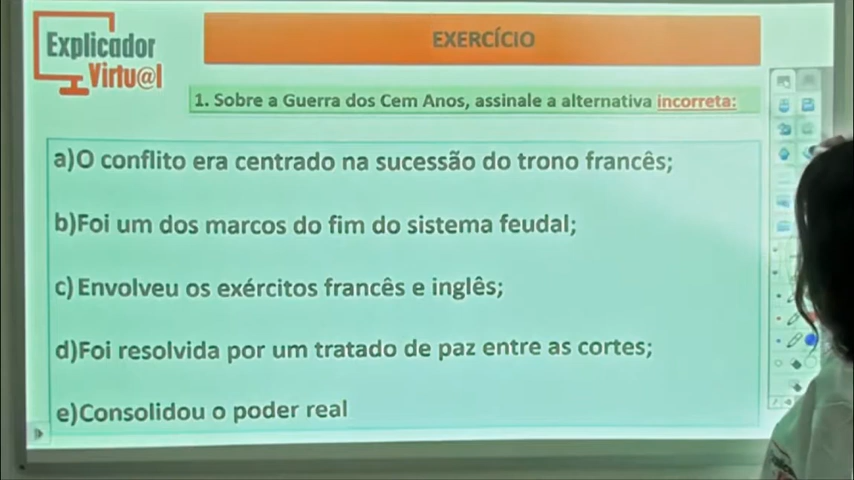 Explicador
Virtu@l
EXERCÍCIO
1. Sobre a Guerra dos Cem Anos, assinale a alternativa incorreta:
a)O conflito era centrado na sucessão do trono francês;
b)Foi um dos marcos do fim do sistema feudal;
c)Envolveu os exércitos francês e inglês;
d)Foi resolvida por um tratado de paz entre as cortes;
e)Consolidou o poder real